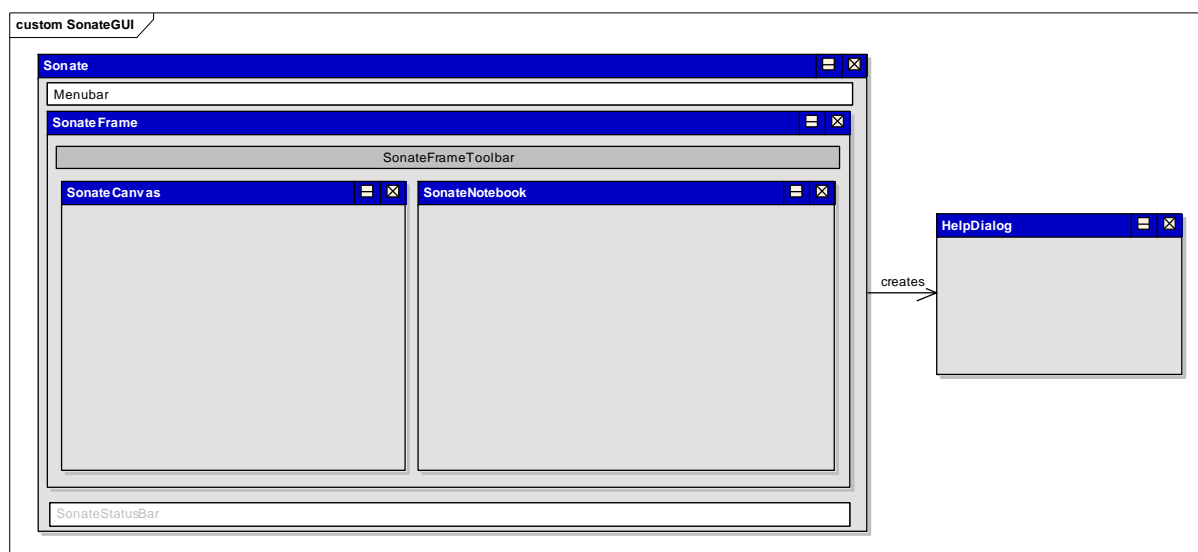 custom SonateGUI
Sonate
Menubar
SonateFrame
SonateFrameToolbar
SonateCanvas
SonateNotebook
HelpDialog
creates
SonateStatusBar